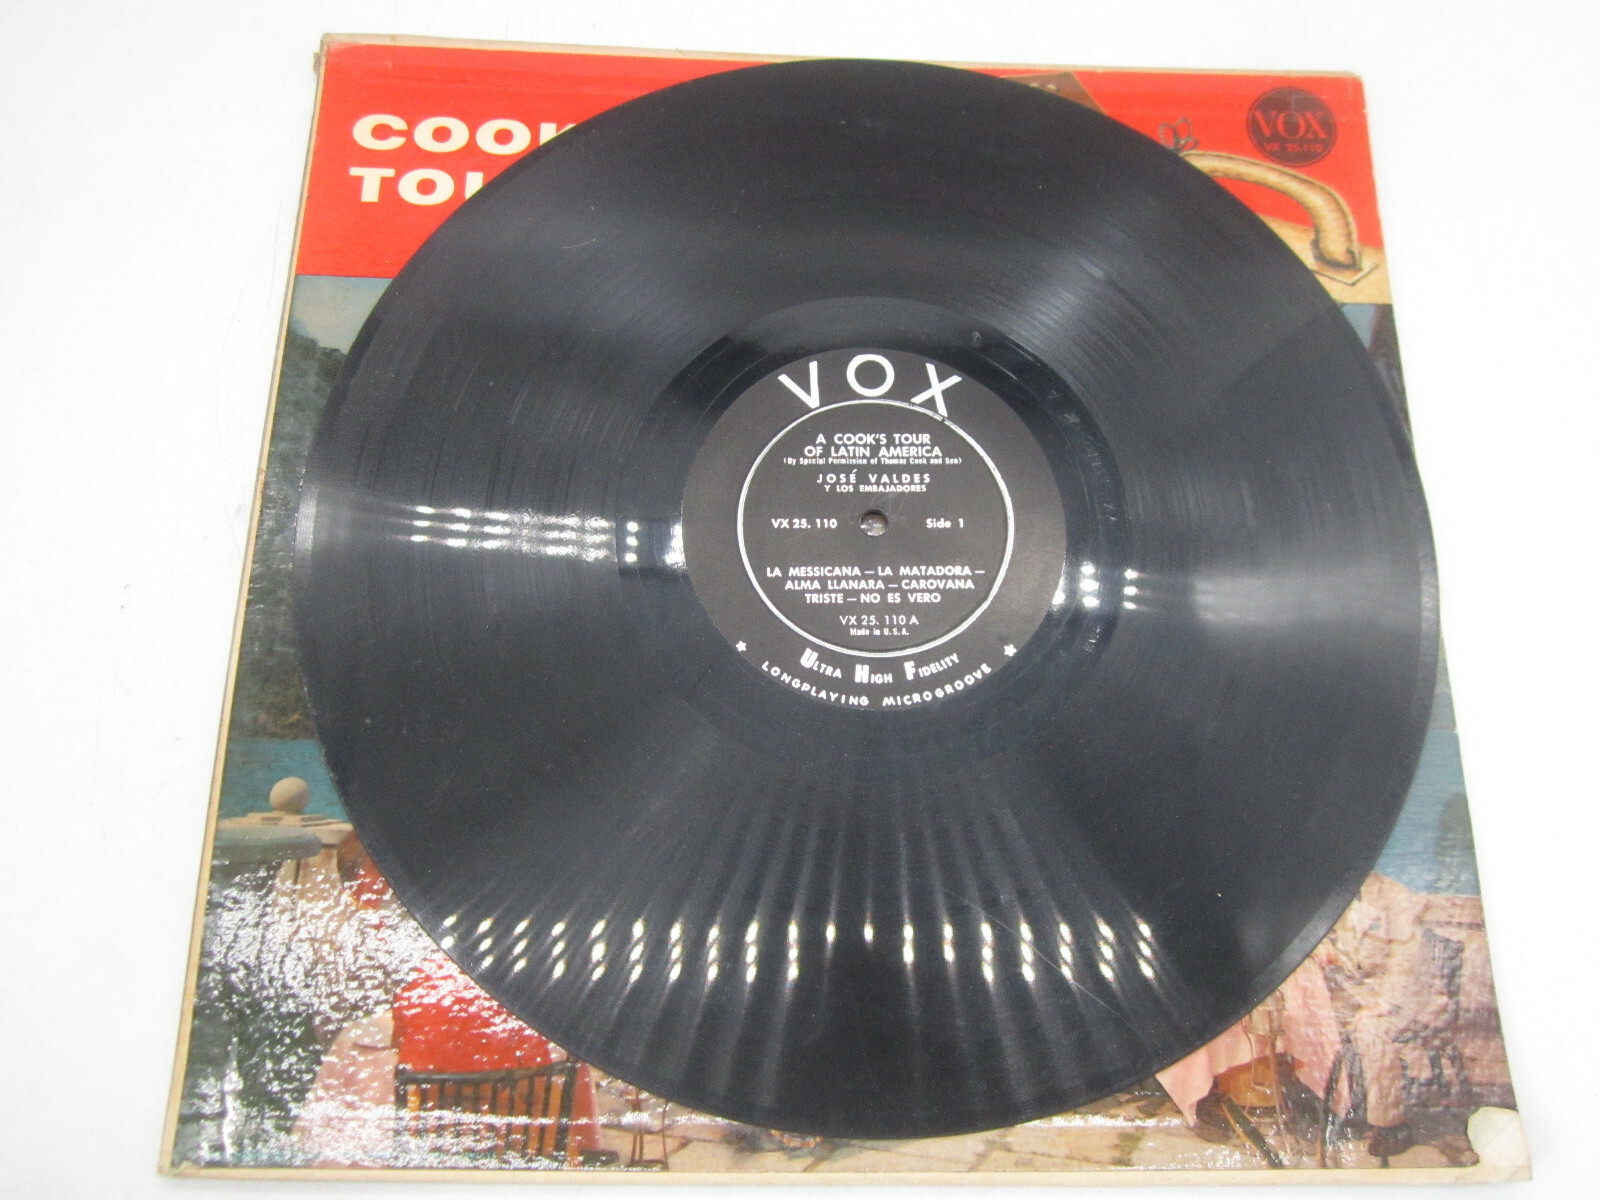 COOK
TOU
VOX
VX 25.110
VOX
A COOK'S TOUR
OF LATIN AMERICA
(By Special Permission of Thomas Cook and Son)
JOSÉ VALDES
Y LOS EMBAJADORES
VX 25. 110 Side 1
LA MESSICANA — LA MATADORA —
ALMA LLANARA — CAROVANA
TRISTE — NO ES VERO
VX 25. 110 A
Made in U.S.A.
ULTRA HIGH FIDELITY
LONGPLAYING MICROGROOVE